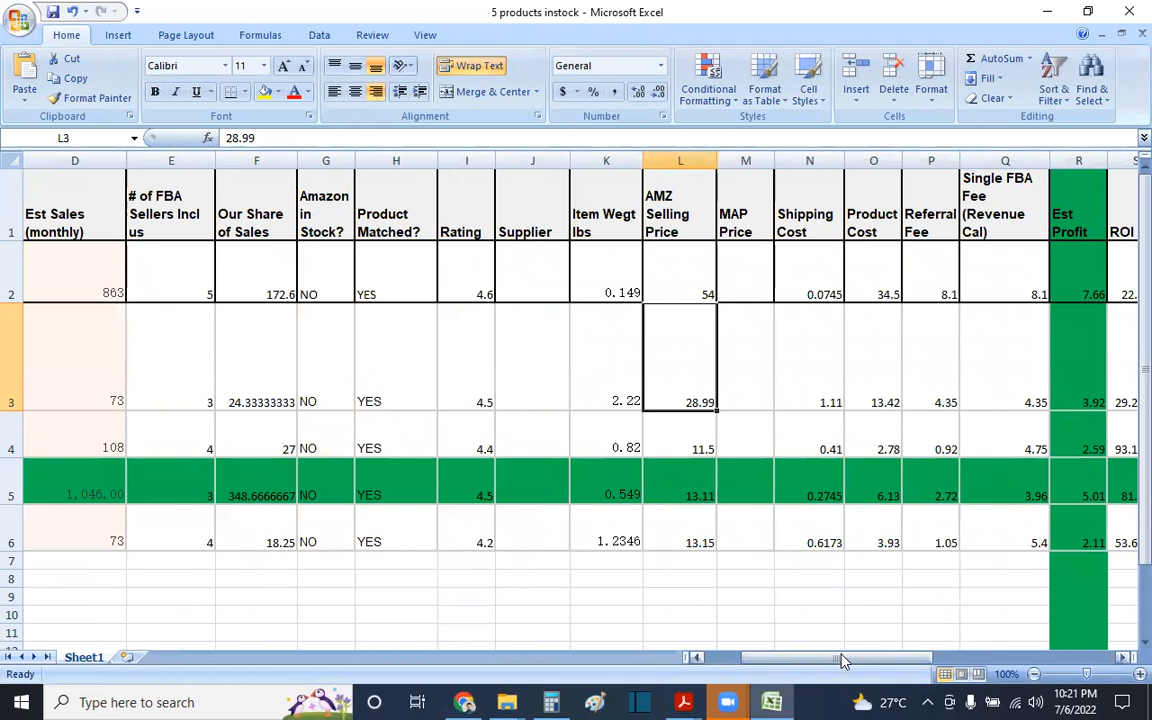 5 products instock - Microsoft Excel
Home Insert Page Layout Formulas Data Review View
Paste Cut Copy Format Painter Clipboard
Calibri 11 B I U A A A Font
Wrap Text Merge & Center Alignment
General $ % , Number
Conditional Formatting Format as Table Cell Styles Styles
Insert Delete Format Cells
Σ AutoSum Fill Clear Sort & Filter Find & Select Editing
L3 fx 28.99
D E F G H I J K L M N O P Q R S
1 Est Sales (monthly) # of FBA Sellers Incl us Our Share of Sales Amazon in Stock? Product Matched? Rating Supplier Item Wegt lbs AMZ Selling Price MAP Price Shipping Cost Product Cost Referral Fee Single FBA Fee (Revenue Cal) Est Profit ROI
2 863 5 172.6 NO YES 4.6 0.149 54 0.0745 34.5 8.1 8.1 7.66 22.
3 73 3 24.33333333 NO YES 4.5 2.22 28.99 1.11 13.42 4.35 4.35 3.92 29.2
4 108 4 27 NO YES 4.4 0.82 11.5 0.41 2.78 0.92 4.75 2.59 93.1
5 1,046.00 3 348.6666667 NO YES 4.5 0.549 13.11 0.2745 6.13 2.72 3.96 5.01 81.
6 73 4 18.25 NO YES 4.2 1.2346 13.15 0.6173 3.93 1.05 5.4 2.11 53.6
7
8
9
10
11
Sheet1
Ready 100%
Type here to search 27°C 10:21 PM
7/6/2022